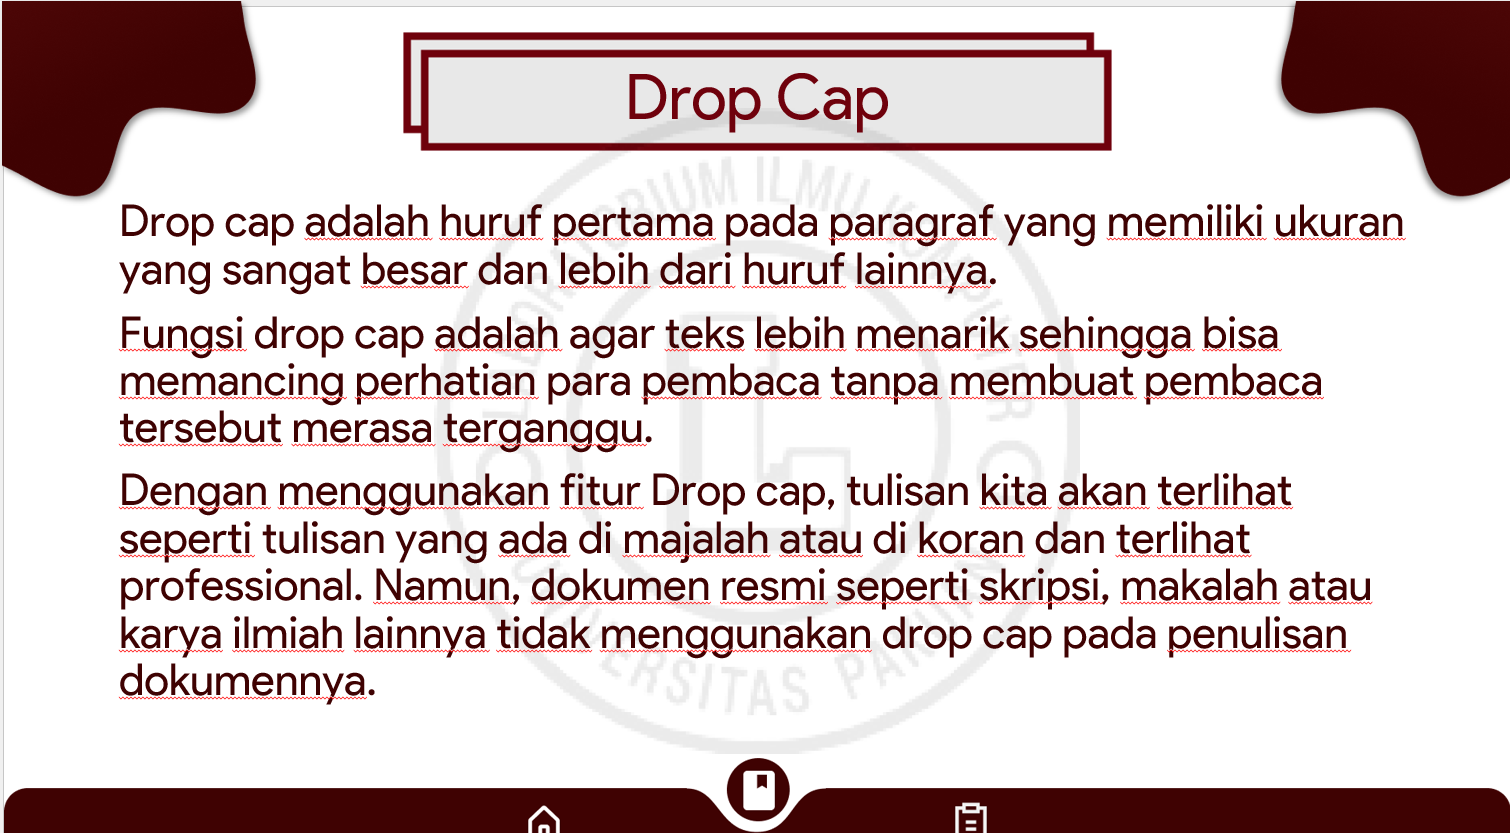 Drop Cap
Drop cap adalah huruf pertama pada paragraf yang memiliki ukuran
yang sangat besar dan lebih dari huruf lainnya.
Fungsi drop cap adalah agar teks lebih menarik sehingga bisa
memancing perhatian para pembaca tanpa membuat pembaca
tersebut merasa terganggu.
Dengan menggunakan fitur Drop cap, tulisan kita akan terlihat
seperti tulisan yang ada di majalah atau di koran dan terlihat
professional. Namun, dokumen resmi seperti skripsi, makalah atau
karya ilmiah lainnya tidak menggunakan drop cap pada penulisan
dokumennya.